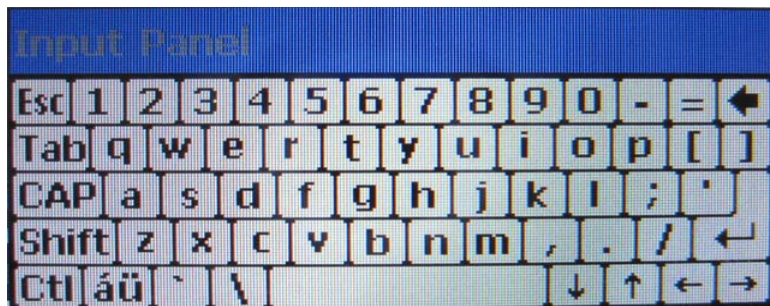 Input Panel
Esc 1 2 3 4 5 6 7 8 9 0 - = 🡄
Tab q w e r t y u i o p [ ]
CAP a s d f g h j k l ; '
Shift z x c v b n m , . / ↵
Ctl áü ` \ ↓ ↑ ← →